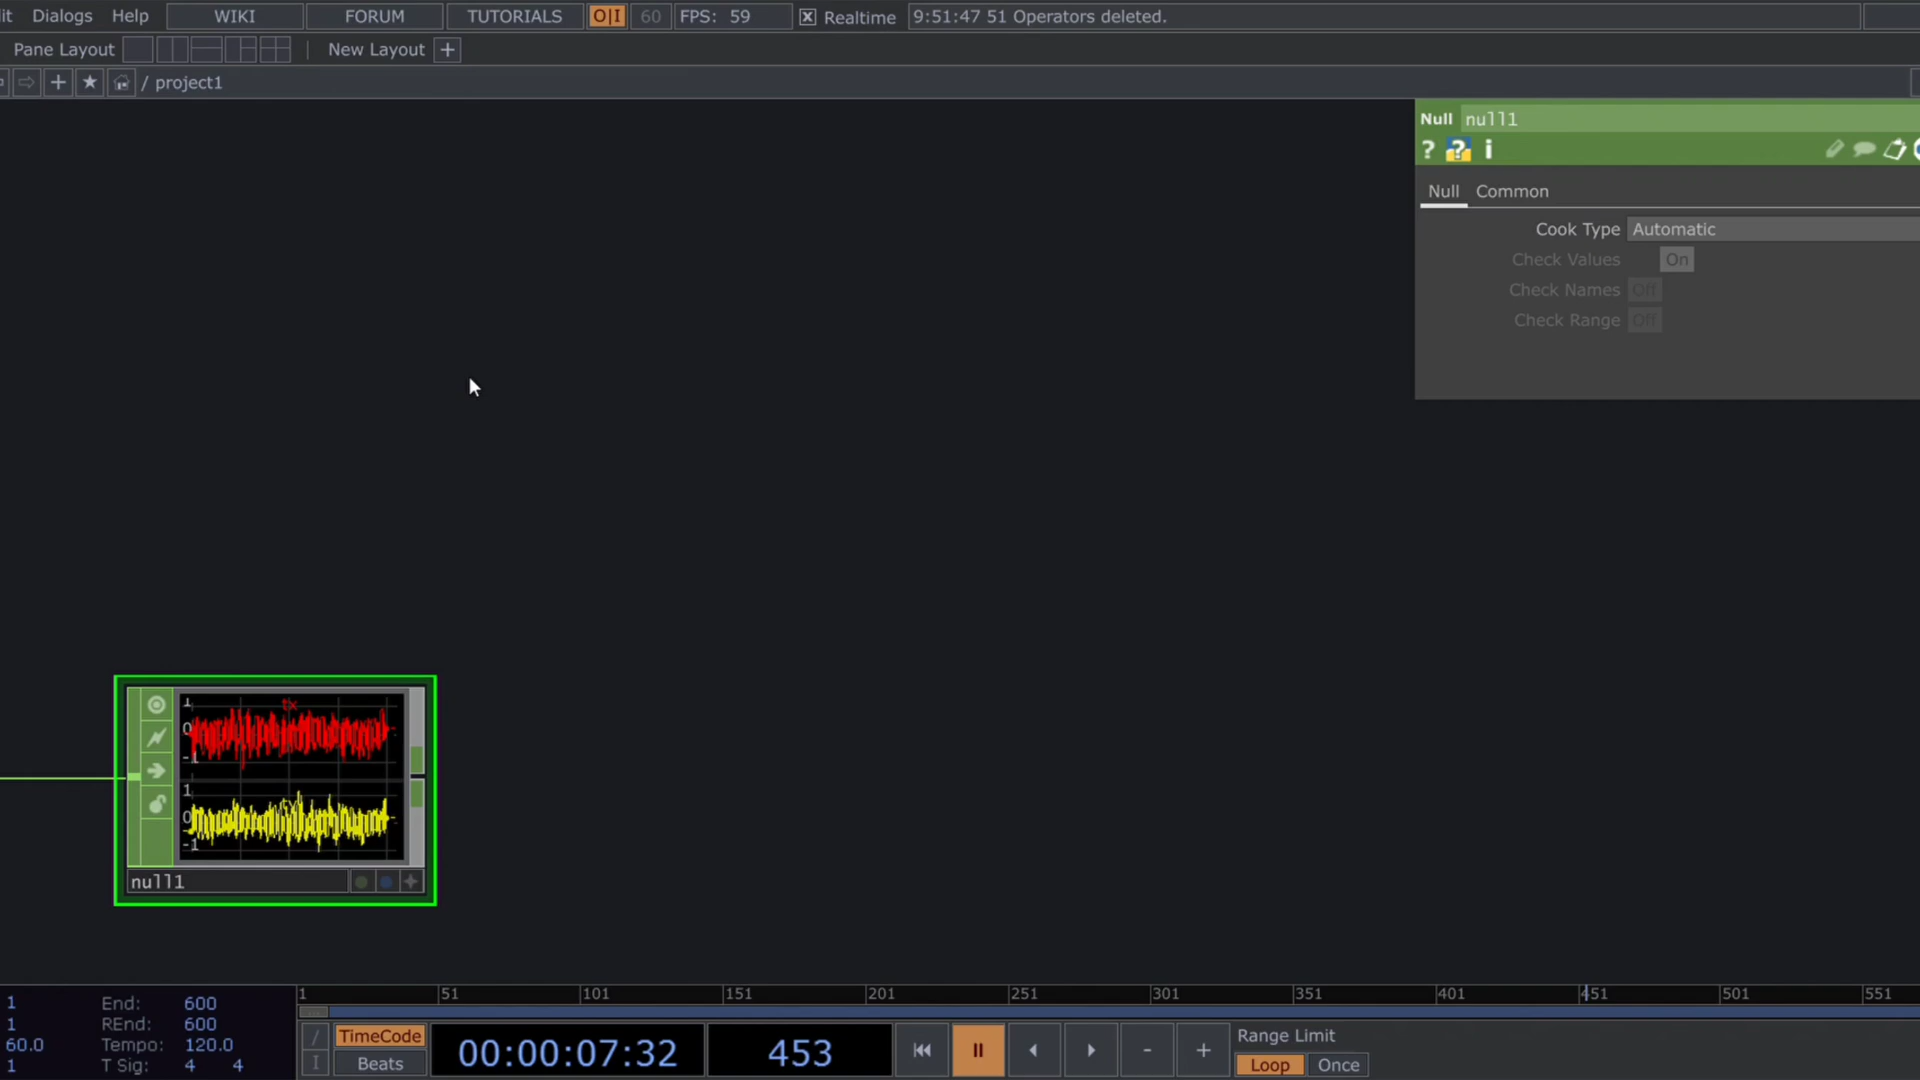 it Dialogs Help WIKI FORUM TUTORIALS O|I 60 FPS: 59 Realtime 9:51:47 51 Operators deleted.
Pane Layout New Layout +
+ ★ / project1
Null null1
? ? i
Null Common
Cook Type Automatic
Check Values On
Check Names Off
Check Range Off
1 tx
0
-1
1
0
-1
null1
1 51 101 151 201 251 301 351 401 451 501 551
1 End: 600
1 REnd: 600
60.0 Tempo: 120.0
1 T Sig: 4 4
/ TimeCode
I Beats
00:00:07:32 453 - +
Range Limit
Loop Once